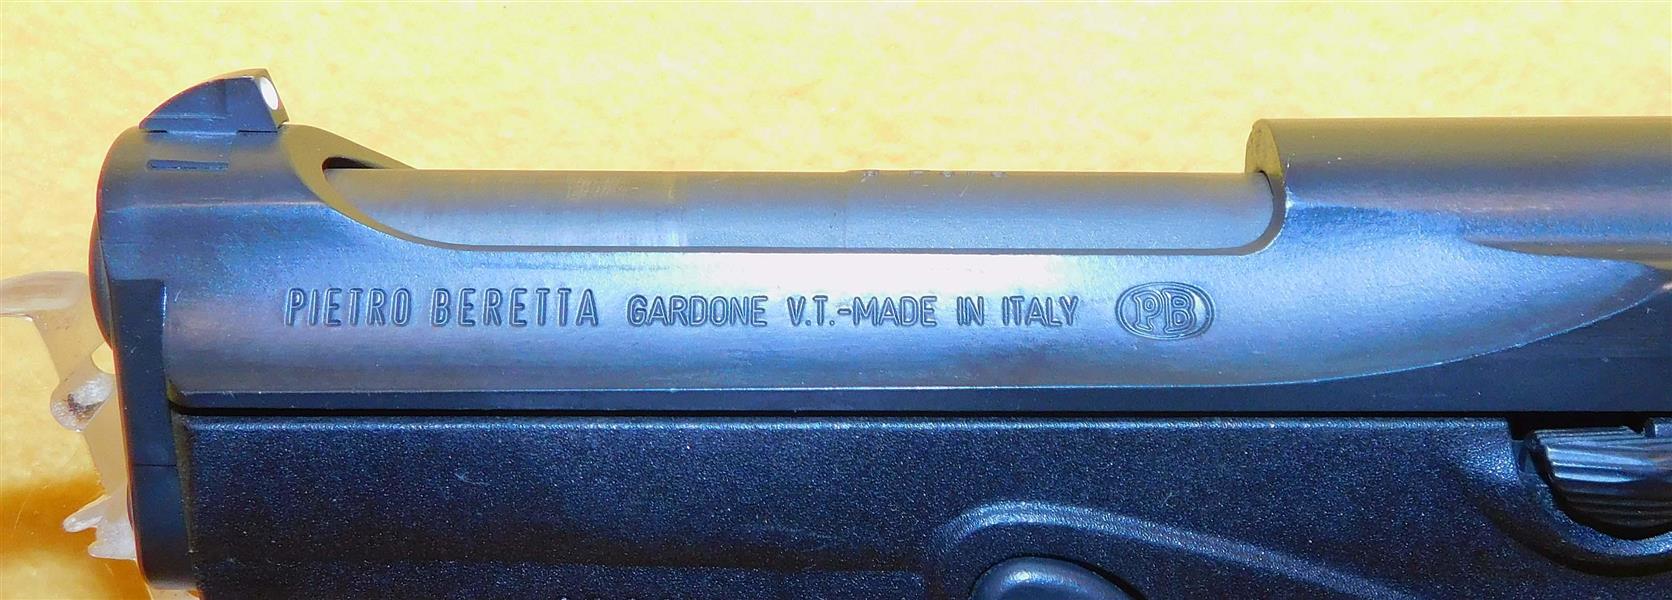 PIETRO BERETTA GARDONE V.T.-MADE IN ITALY PB